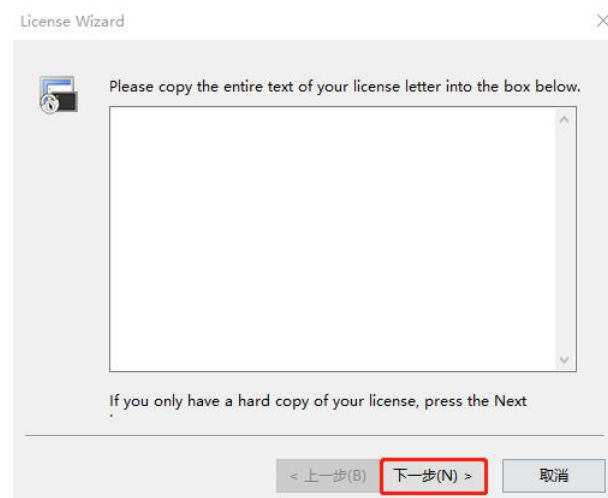 License Wizard
Please copy the entire text of your license letter into the box below.
If you only have a hard copy of your license, press the Next
< 上一步(B) 下一步(N) > 取消